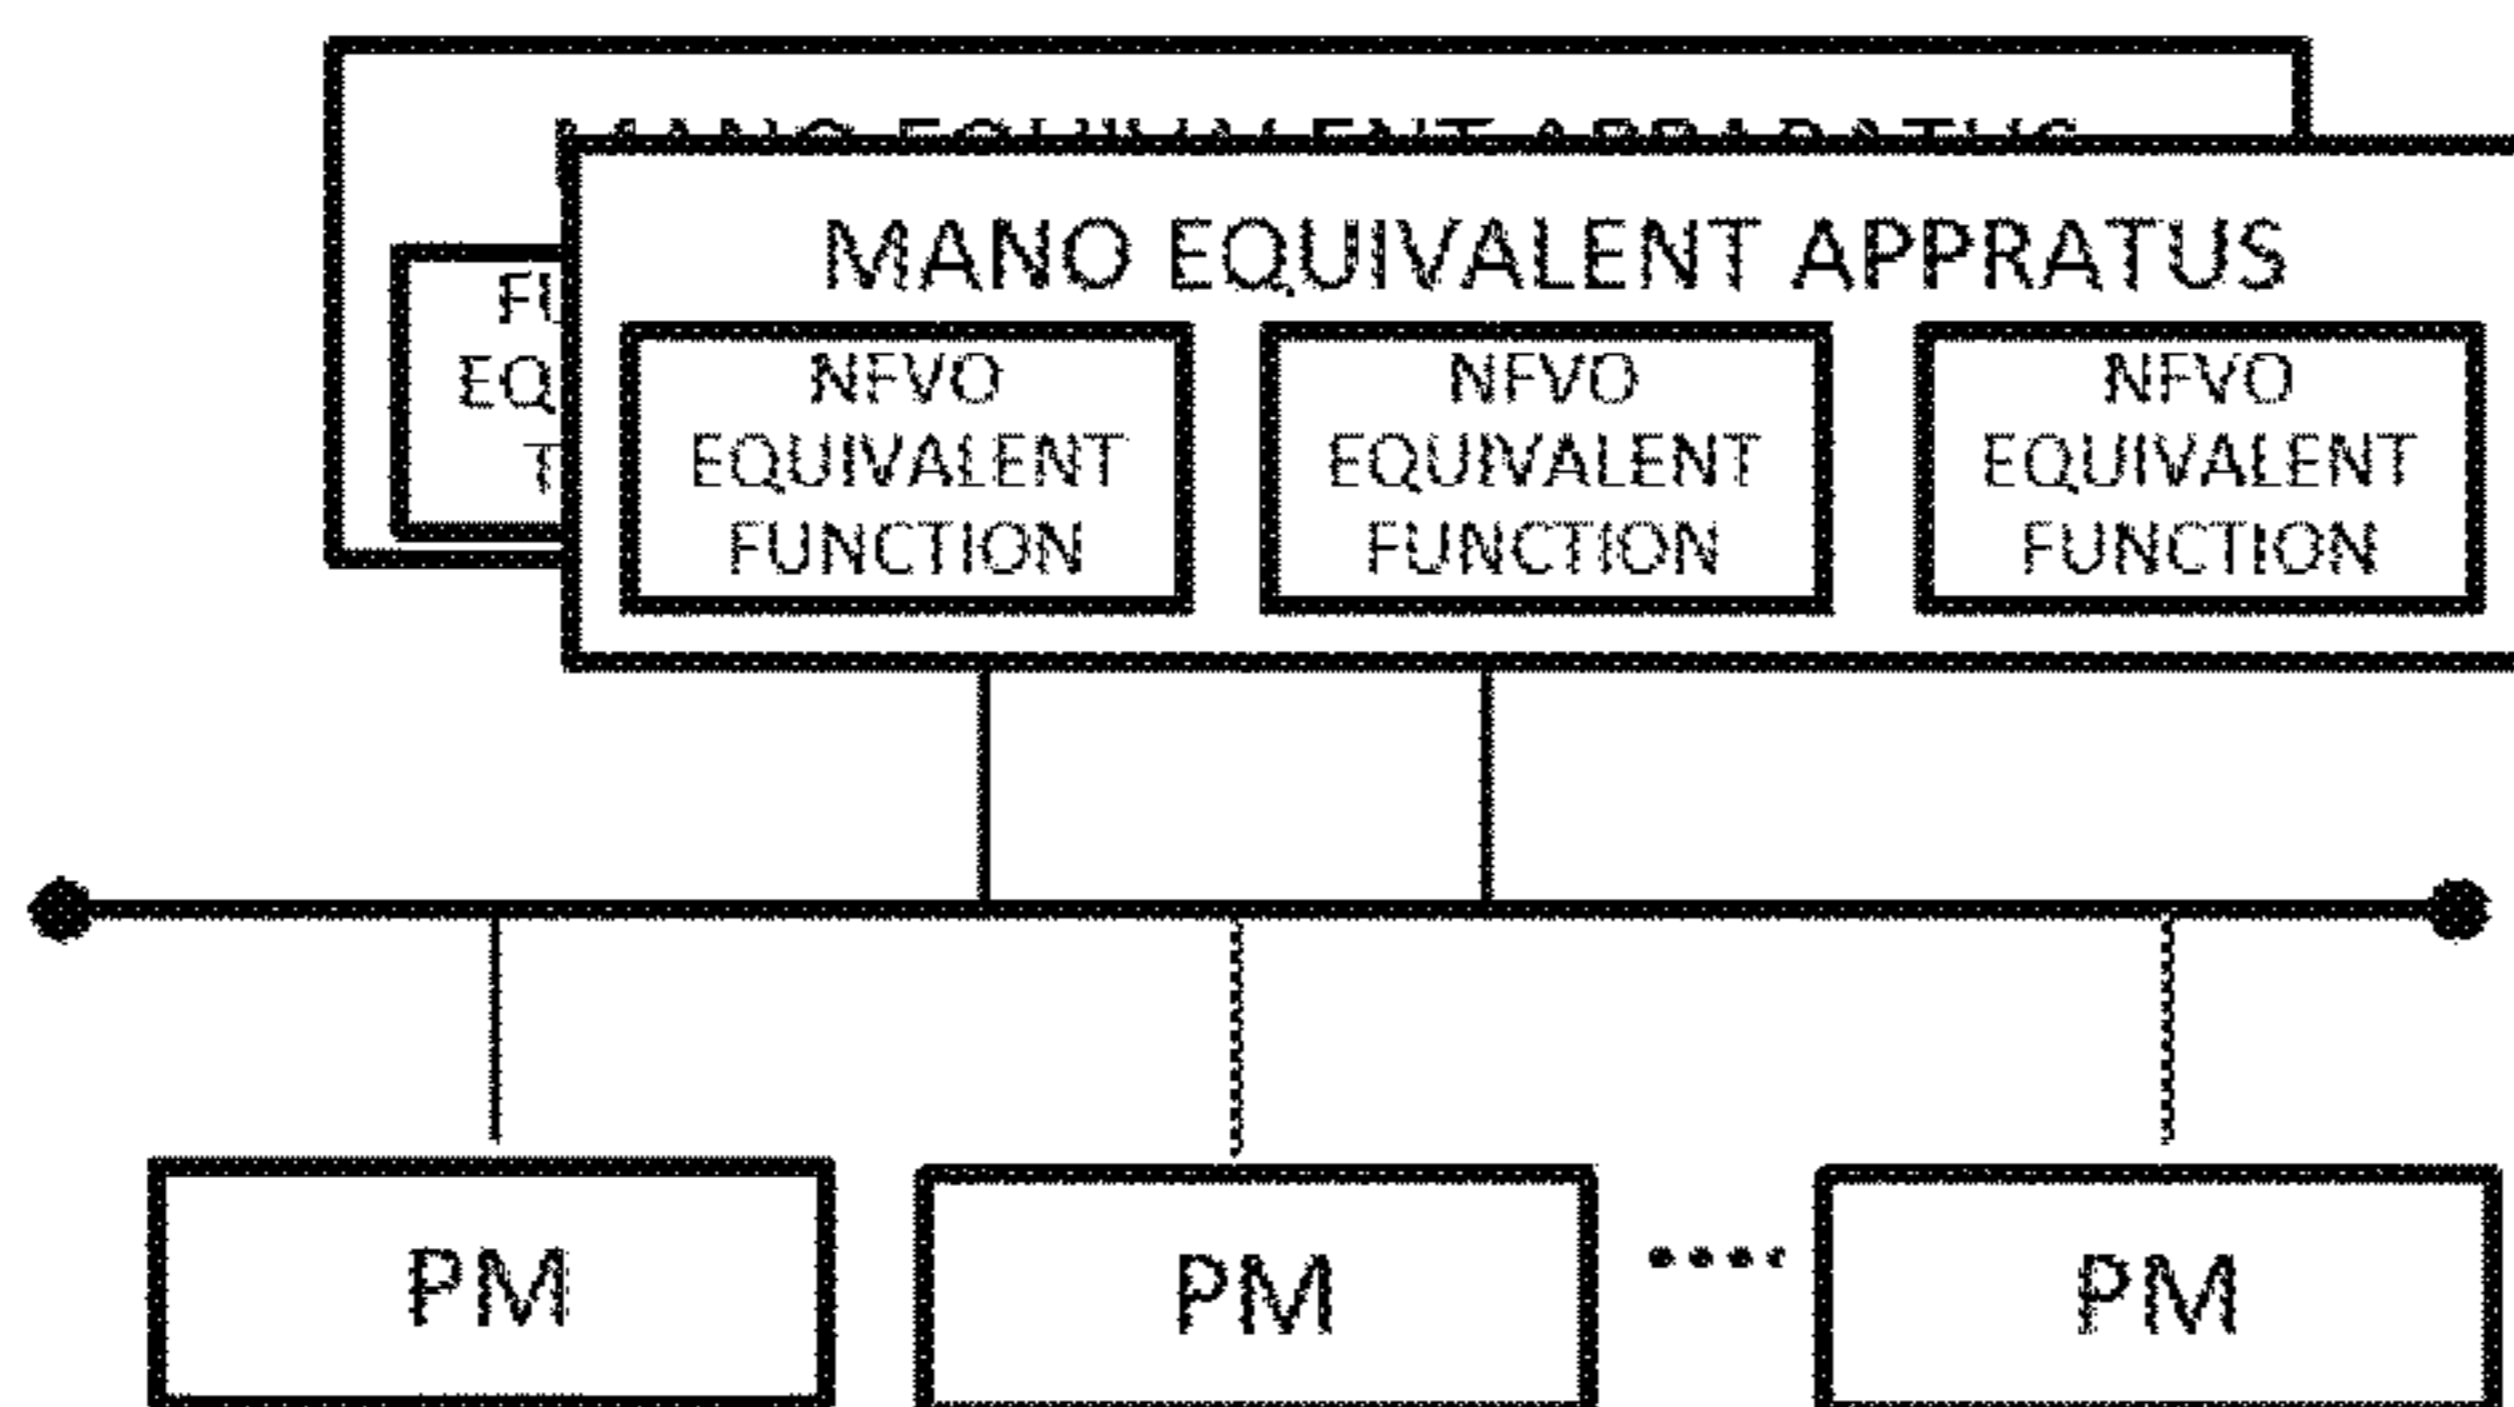 MANO EQUIVALENT APPRATUS
NFVO
EQUIVALENT
FUNCTION
NFVO
EQUIVALENT
FUNCTION
NFVO
EQUIVALENT
FUNCTION
PM
PM
••••
PM